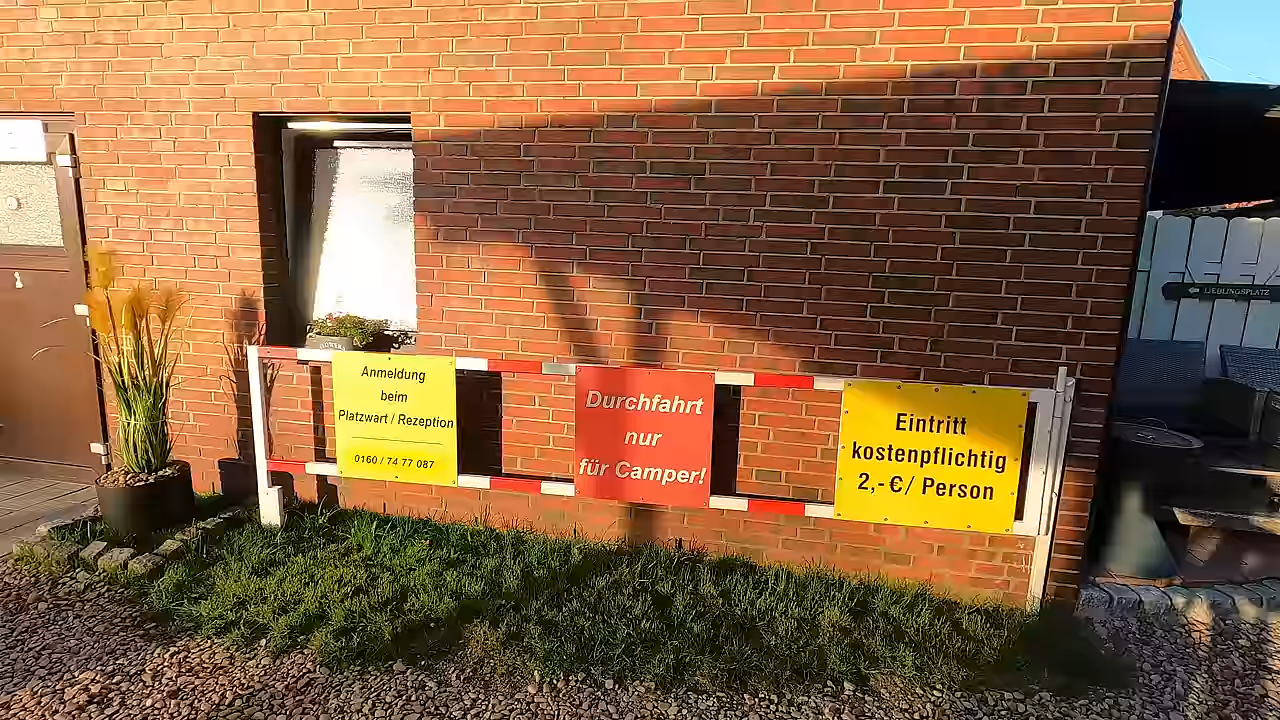 Anmeldung
beim
Platzwart / Rezeption
0160 / 74 77 087
Durchfahrt
nur
für Camper!
Eintritt
kostenpflichtig
2,-€/ Person
LIEBLINGSPLATZ